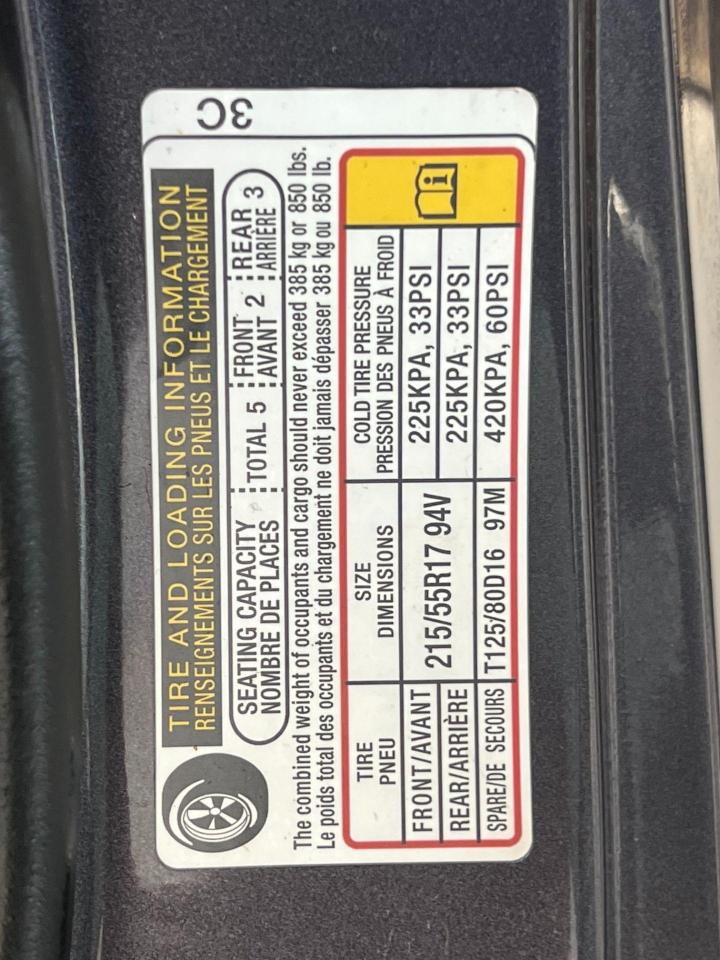 3C
TIRE AND LOADING INFORMATION
RENSEIGNEMENTS SUR LES PNEUS ET LE CHARGEMENT
SEATING CAPACITY TOTAL 5 FRONT 2 REAR 3
NOMBRE DE PLACES AVANT ARRIÈRE
The combined weight of occupants and cargo should never exceed 385 kg or 850 lbs.
Le poids total des occupants et du chargement ne doit jamais dépasser 385 kg ou 850 lb.
TIRE SIZE COLD TIRE PRESSURE
PNEU DIMENSIONS PRESSION DES PNEUS À FROID
FRONT/AVANT 215/55R17 94V 225KPA, 33PSI
REAR/ARRIÈRE 225KPA, 33PSI
SPARE/DE SECOURS T125/80D16 97M 420KPA, 60PSI